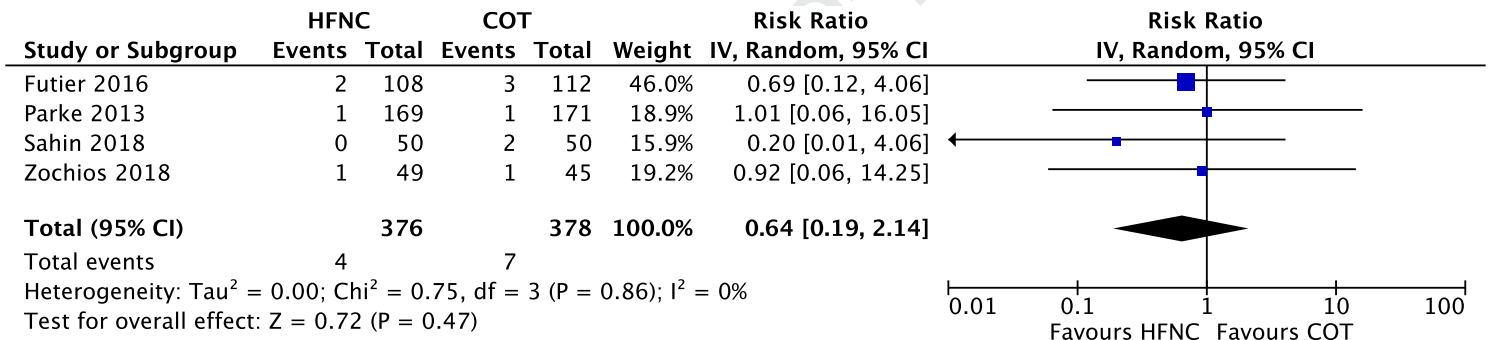 HFNC COT Risk Ratio Risk Ratio
Study or Subgroup Events Total Events Total Weight IV, Random, 95% CI IV, Random, 95% CI
Futier 2016 2 108 3 112 46.0% 0.69 [0.12, 4.06]
Parke 2013 1 169 1 171 18.9% 1.01 [0.06, 16.05]
Sahin 2018 0 50 2 50 15.9% 0.20 [0.01, 4.06]
Zochios 2018 1 49 1 45 19.2% 0.92 [0.06, 14.25]
Total (95% CI) 376 378 100.0% 0.64 [0.19, 2.14]
Total events 4 7
Heterogeneity: Tau² = 0.00; Chi² = 0.75, df = 3 (P = 0.86); I² = 0%
Test for overall effect: Z = 0.72 (P = 0.47)
0.01 0.1 1 10 100
Favours HFNC Favours COT